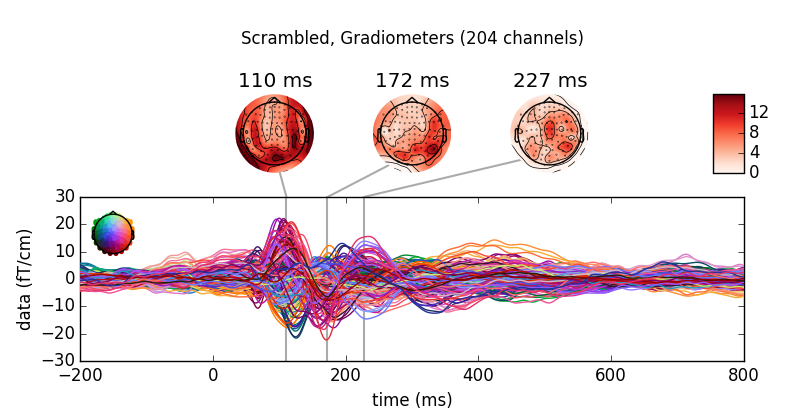 Scrambled, Gradiometers (204 channels)
110 ms 172 ms 227 ms
12
8
4
0
30
20
10
0
−10
−20
−30
data (fT/cm)
−200 0 200 400 600 800
time (ms)